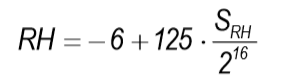 RH = −6 + 125 · S_RH / 2^16